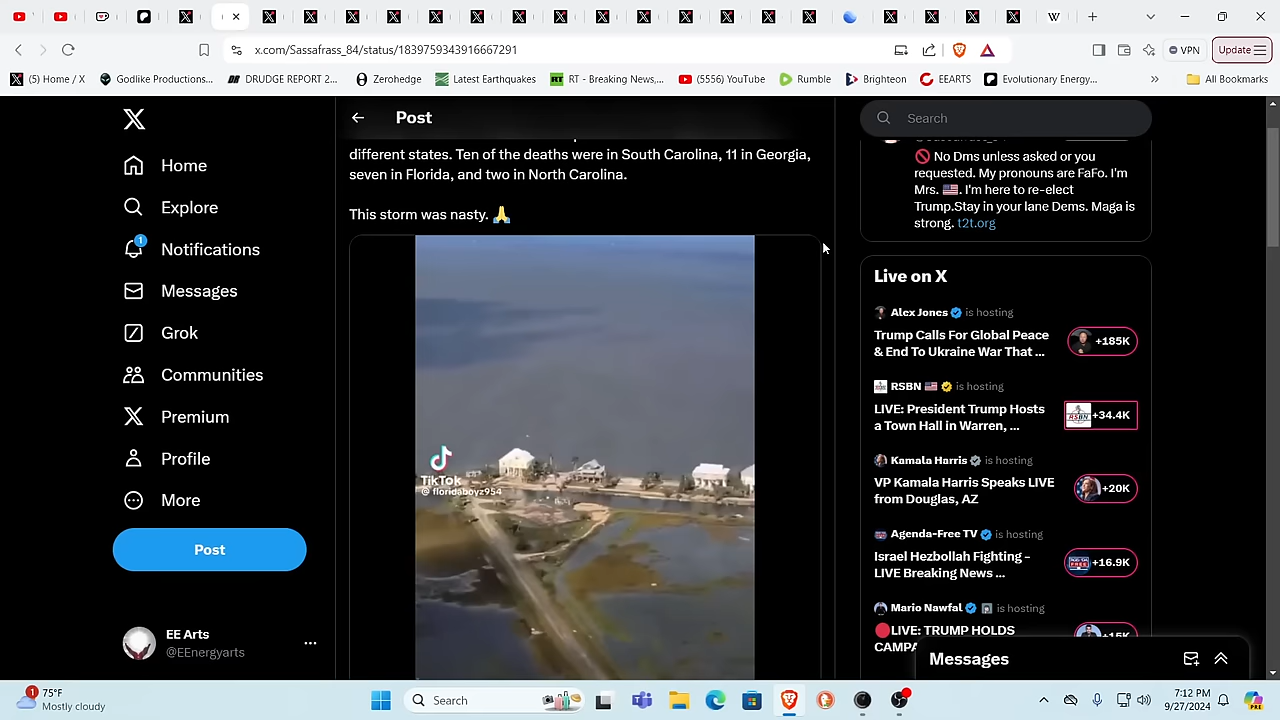 x.com/Sassafrass_84/status/1839759343916667291
VPN
Update
(5) Home / X
Godlike Productions...
DRUDGE REPORT 2...
Zerohedge
Latest Earthquakes
RT - Breaking News,...
(5556) YouTube
Rumble
Brighteon
EEARTS
Evolutionary Energy...
All Bookmarks
Home
Explore
1
Notifications
Messages
Grok
Communities
Premium
Profile
More
Post
EE Arts
@EEnergyarts
Post
different states. Ten of the deaths were in South Carolina, 11 in Georgia,
seven in Florida, and two in North Carolina.
This storm was nasty. 🙏
TikTok
@ floridaboyz954
Search
🚫 No Dms unless asked or you
requested. My pronouns are FaFo. I'm
Mrs. 🇺🇸. I'm here to re-elect
Trump.Stay in your lane Dems. Maga is
strong. t2t.org
Live on X
Alex Jones is hosting
Trump Calls For Global Peace
& End To Ukraine War That ...
+185K
RSBN 🇺🇸 is hosting
LIVE: President Trump Hosts
a Town Hall in Warren, ...
RSBN
+34.4K
Kamala Harris is hosting
VP Kamala Harris Speaks LIVE
from Douglas, AZ
+20K
Agenda-Free TV is hosting
Israel Hezbollah Fighting –
LIVE Breaking News ...
+16.9K
Mario Nawfal is hosting
🔴LIVE: TRUMP HOLDS
CAMPA
+15K
Messages
1
75°F
Mostly cloudy
Search
7:12 PM
9/27/2024
PRE